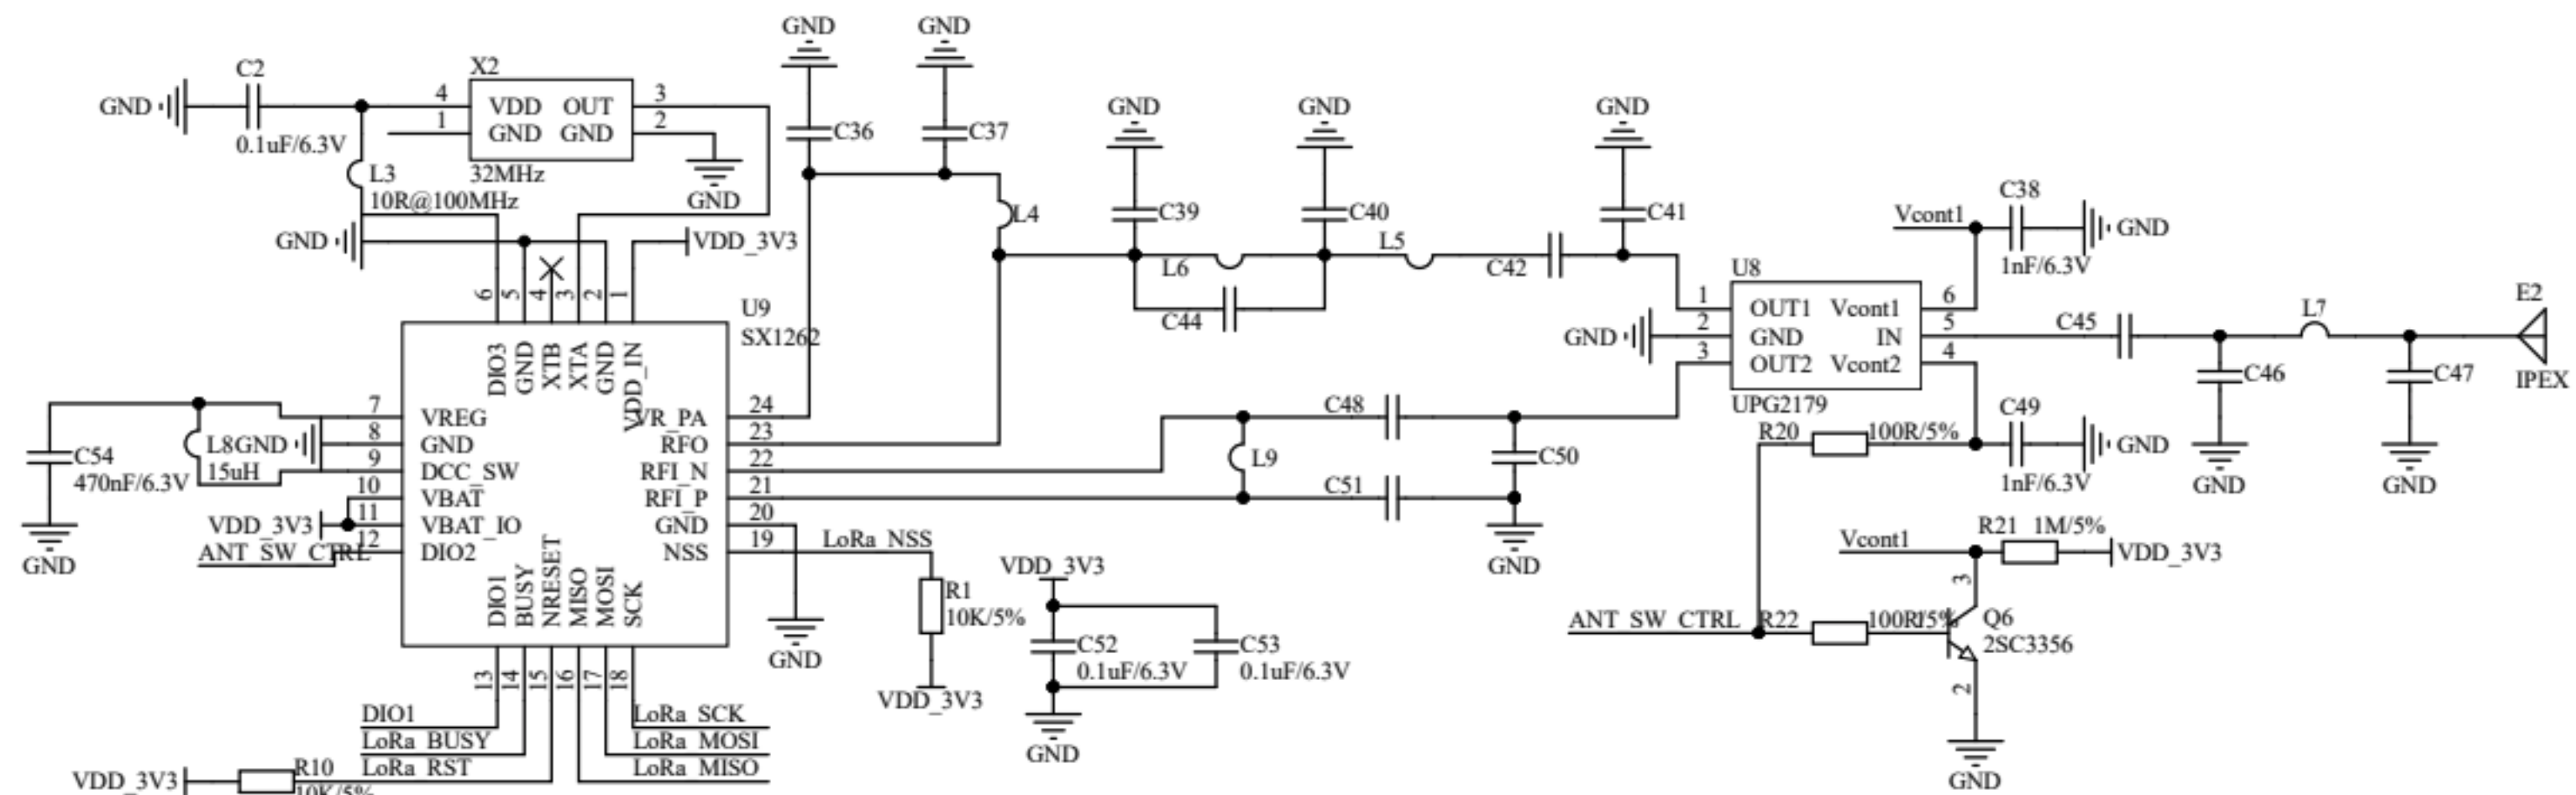 GND
GND
C2
X2
GND
4
VDD
OUT
3
C36
C37
GND
GND
GND
1
GND
GND
2
0.1uF/6.3V
L3
32MHz
10R@100MHz
GND
L4
C39
C40
C41
C38
Vcont1
GND
1nF/6.3V
GND
VDD_3V3
L6
L5
C42
6
5
4
3
2
1
U9
SX1262
C44
U8
1
OUT1
Vcont1
6
GND
2
GND
IN
5
C45
L7
E2
3
OUT2
Vcont2
4
C46
C47
IPEX
UPG2179
DIO3
GND
XTB
XTA
GND
VDD_IN
7
VREG
VR_PA
24
C48
C49
L8
GND
8
GND
RFO
23
R20
100R/5%
GND
C54
470nF/6.3V
15uH
9
DCC_SW
RFI_N
22
L9
C50
1nF/6.3V
GND
GND
10
VBAT
RFI_P
21
C51
VDD_3V3
11
VBAT_IO
GND
20
R21
1M/5%
ANT_SW_CTRL
12
DIO2
NSS
19
LoRa_NSS
Vcont1
VDD_3V3
GND
VDD_3V3
GND
DIO1
BUSY
NRESET
MISO
MOSI
SCK
R1
10K/5%
3
ANT_SW_CTRL
R22
100R/5%
1
Q6
2SC3356
GND
C52
0.1uF/6.3V
C53
0.1uF/6.3V
13
14
15
16
17
18
VDD_3V3
2
DIO1
LoRa_SCK
LoRa_BUSY
LoRa_MOSI
GND
VDD_3V3
R10
10K/5%
LoRa_RST
LoRa_MISO
GND